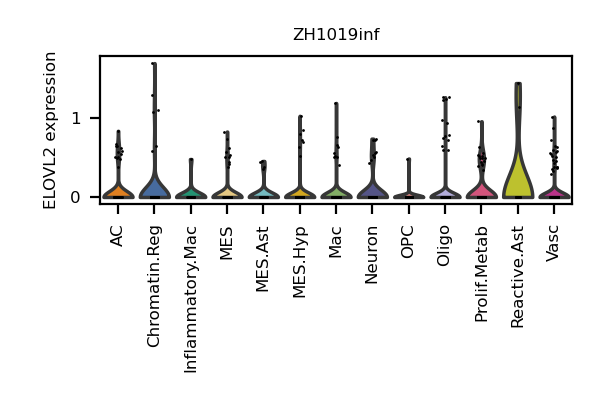 ZH1019inf
ELOVL2 expression
1
0
AC
Chromatin.Reg
Inflammatory.Mac
MES
MES.Ast
MES.Hyp
Mac
Neuron
OPC
Oligo
Prolif.Metab
Reactive.Ast
Vasc